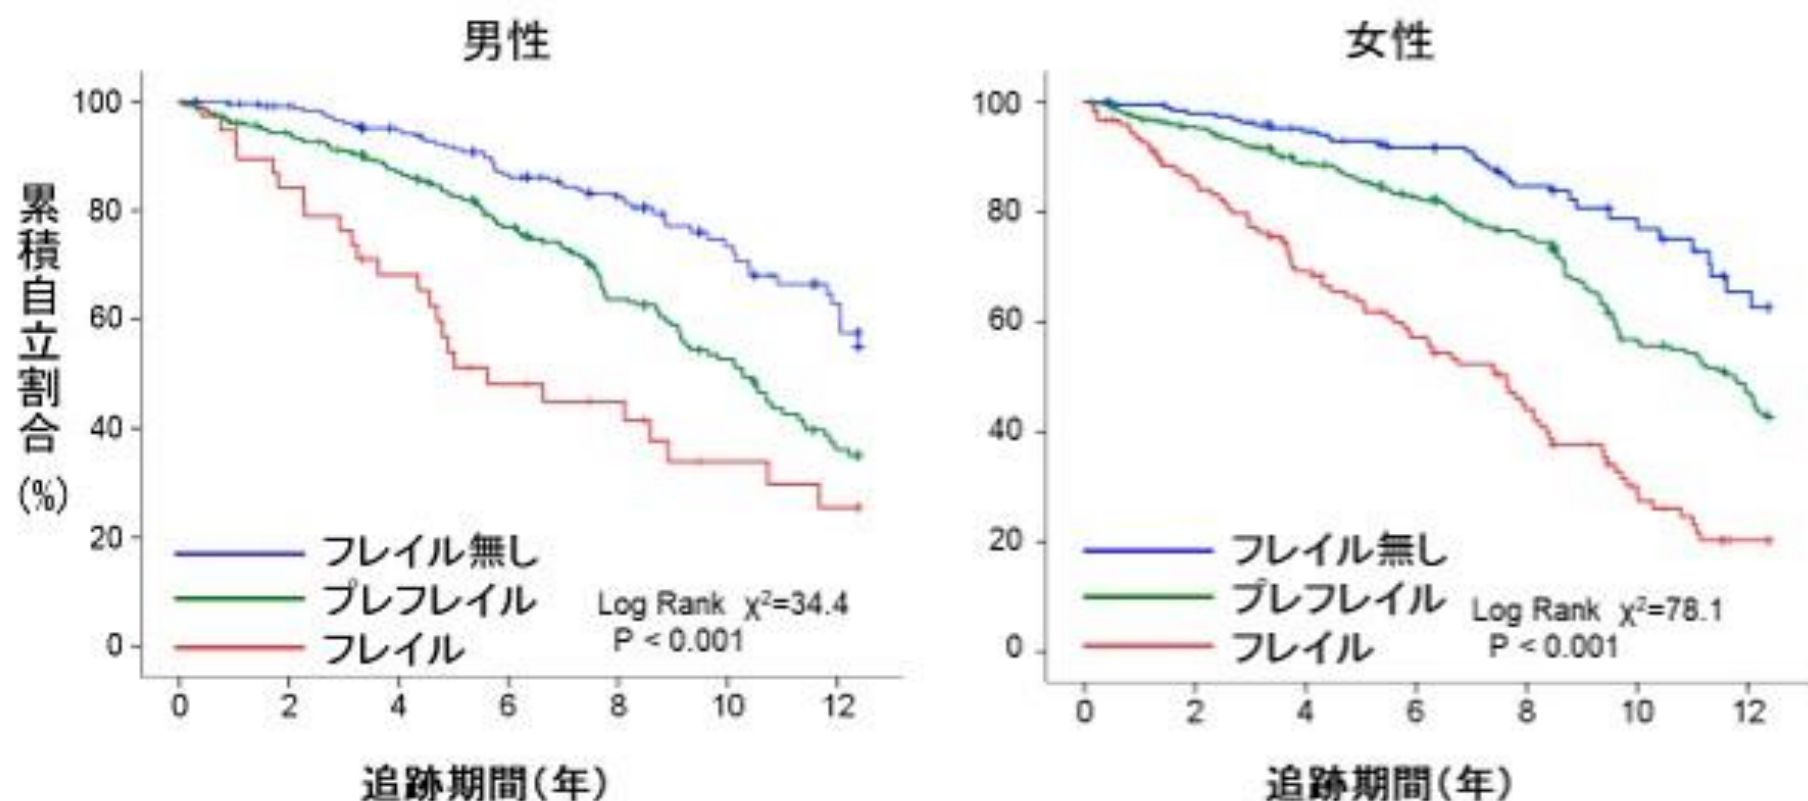 男性
累積自立割合(%)
100
80
60
40
20
0
フレイル無し
プレフレイル
フレイル
Log Rank χ²=34.4
P < 0.001
0 2 4 6 8 10 12
追跡期間(年)
女性
100
80
60
40
20
0
フレイル無し
プレフレイル
フレイル
Log Rank χ²=78.1
P < 0.001
0 2 4 6 8 10 12
追跡期間(年)